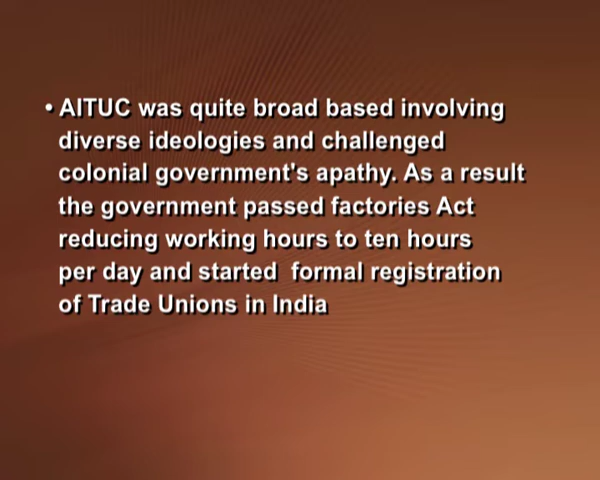 • AITUC was quite broad based involving
diverse ideologies and challenged
colonial government's apathy. As a result
the government passed factories Act
reducing working hours to ten hours
per day and started  formal registration
of Trade Unions in India